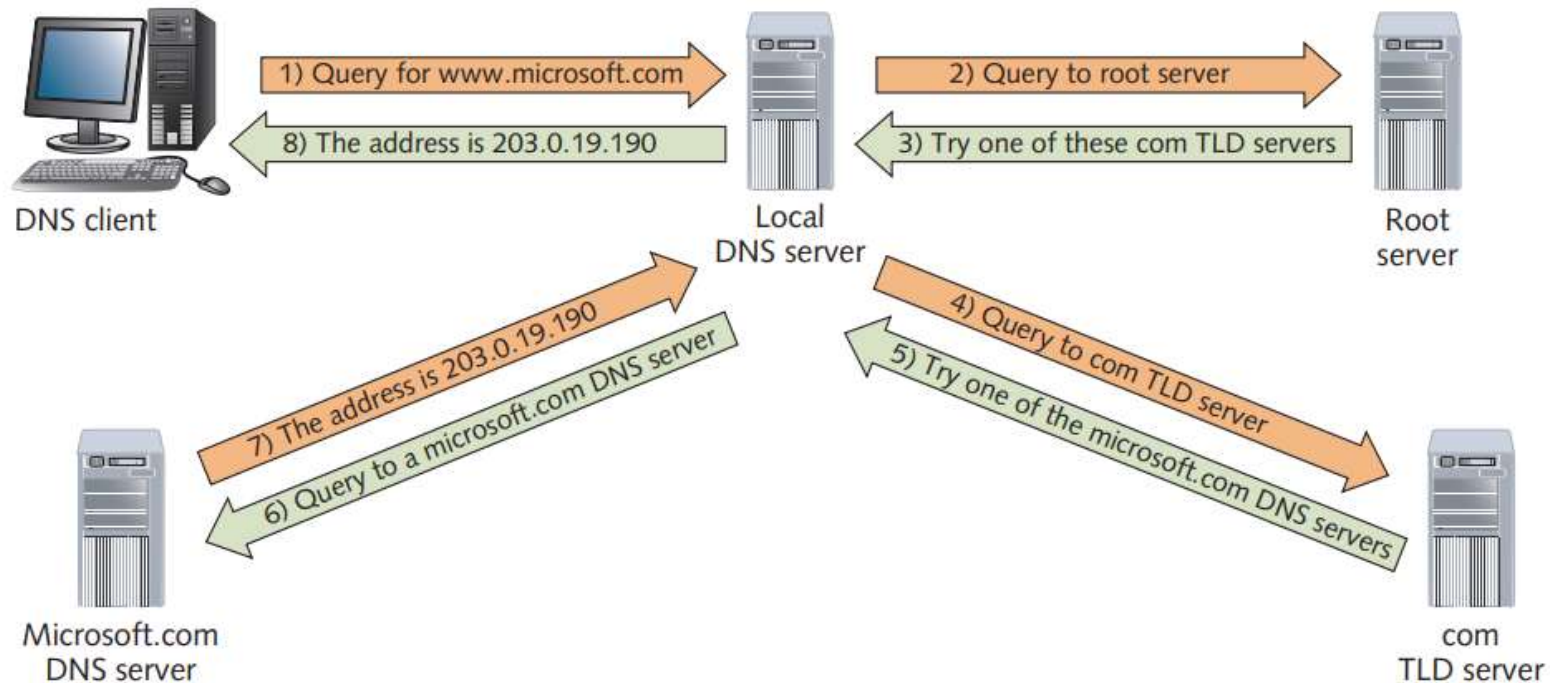 1) Query for www.microsoft.com
2) Query to root server
8) The address is 203.0.19.190
3) Try one of these com TLD servers
DNS client
Local
DNS server
Root
server
4) Query to com TLD server
5) Try one of the microsoft.com DNS servers
7) The address is 203.0.19.190
6) Query to a microsoft.com DNS server
Microsoft.com
DNS server
com
TLD server